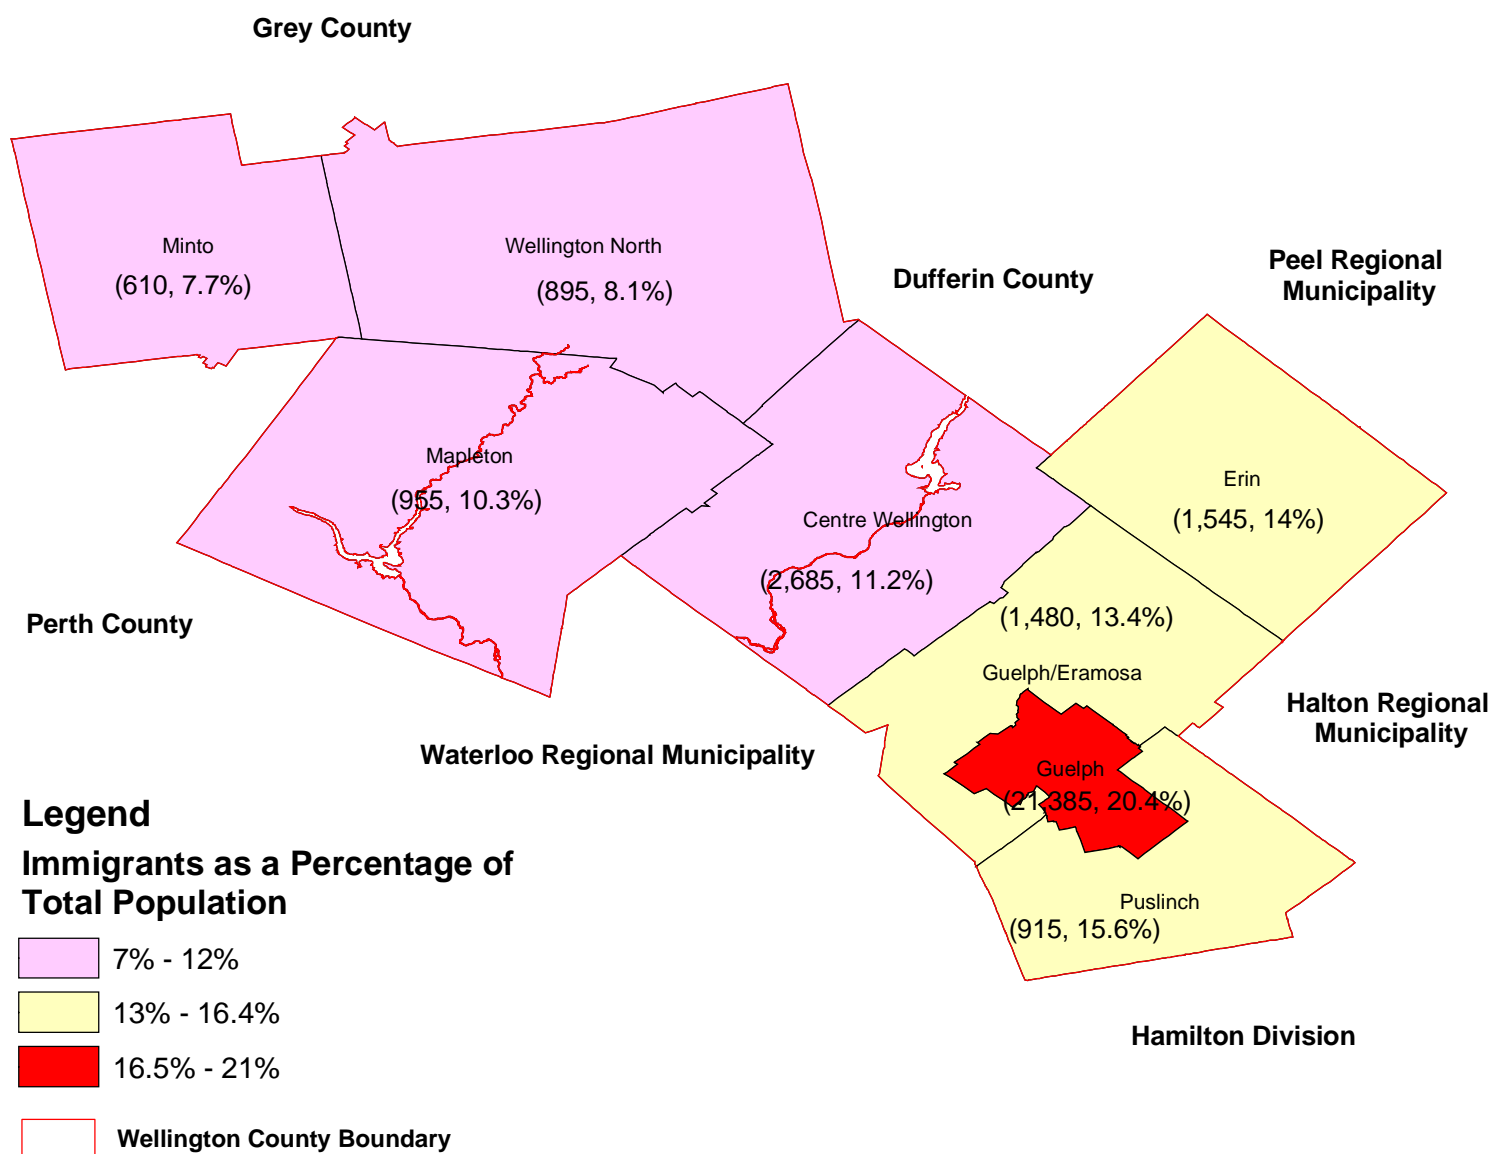 Grey County
Minto
(610, 7.7%)
Wellington North
(895, 8.1%)
Dufferin County
Peel Regional
Municipality
Mapleton
(955, 10.3%)
Centre Wellington
(2,685, 11.2%)
Erin
(1,545, 14%)
Perth County
(1,480, 13.4%)
Guelph/Eramosa
Halton Regional
Municipality
Waterloo Regional Municipality
Guelph
(21,385, 20.4%)
Puslinch
(915, 15.6%)
Hamilton Division
Legend
Immigrants as a Percentage of
Total Population
7% - 12%
13% - 16.4%
16.5% - 21%
Wellington County Boundary